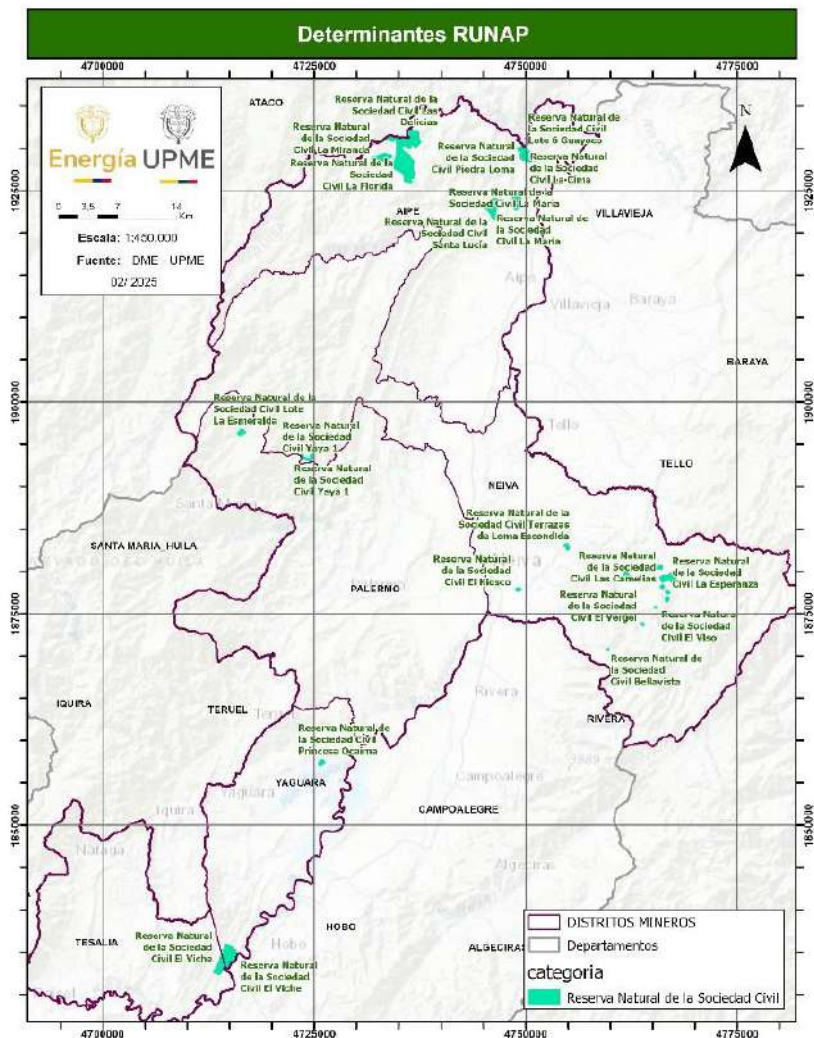 Determinantes RUNAP
4700000
4725000
4750000
4775000
Energía UPME
0 3,5 7 14
Km
Escala: 1:450.000
Fuente: DME - UPME
02/2025
N
ATACO
Reserva Natural de la
Sociedad Civil Las
Delicias
Reserva Natural
de la Sociedad
Civil La Miranda
Reserva Natural de la
Sociedad
Civil La Florida
Reserva Natural
de la Sociedad
Civil Piedra Loma
Reserva Natural de
la Sociedad Civil
Lote 6 Guayaco
Reserva Natural
de la Sociedad
Civil La Cima
1925000
1925000
AIPE
Reserva Natural de la
Sociedad Civil La Maria
Reserva Natural de la
Sociedad Civil
Santa Lucía
Reserva Natural de
la Sociedad
Civil La Maria
VILLAVIEJA
Aipe
Villavieja
Baraya
BARAYA
1900000
1900000
Reserva Natural de la
Sociedad Civil Lote
La Esmeralda
Reserva Natural
de la Sociedad
Civil Yaya 1
Reserva Natural
de la Sociedad
Civil Yaya 1
Tello
TELLO
Santa Maria
NEIVA
SANTA MARIA_HUILA
Reserva Natural de la
Sociedad Civil Terrazas
de Loma Escondida
Reserva Natural
de la Sociedad
Civil El Riesco
Reserva Natural
de la Sociedad
Civil Las Camelias
Reserva Natural
de la Sociedad
Civil La Esperanza
PALERMO
Reserva Natural
de la Sociedad
Civil El Vergel
Reserva Natural
de la Sociedad
Civil El Viso
1875000
1875000
Reserva Natural de
la Sociedad
Civil Bellavista
IQUIRA
TERUEL
Rivera
RIVERA
Reserva Natural de
la Sociedad Civil
Princesa Ocaima
YAGUARA
Yaguara
Campoalegre
CAMPOALEGRE
Iquira
1850000
1850000
Algeciras
TESALIA
Reserva Natural
de la Sociedad
Civil El Viche
Reserva Natural
de la Sociedad
Civil El Viche
HOBO
Hobo
ALGECIRAS
DISTRITOS MINEROS
Departamentos
categoria
Reserva Natural de la Sociedad Civil
4700000
4725000
4750000
4775000